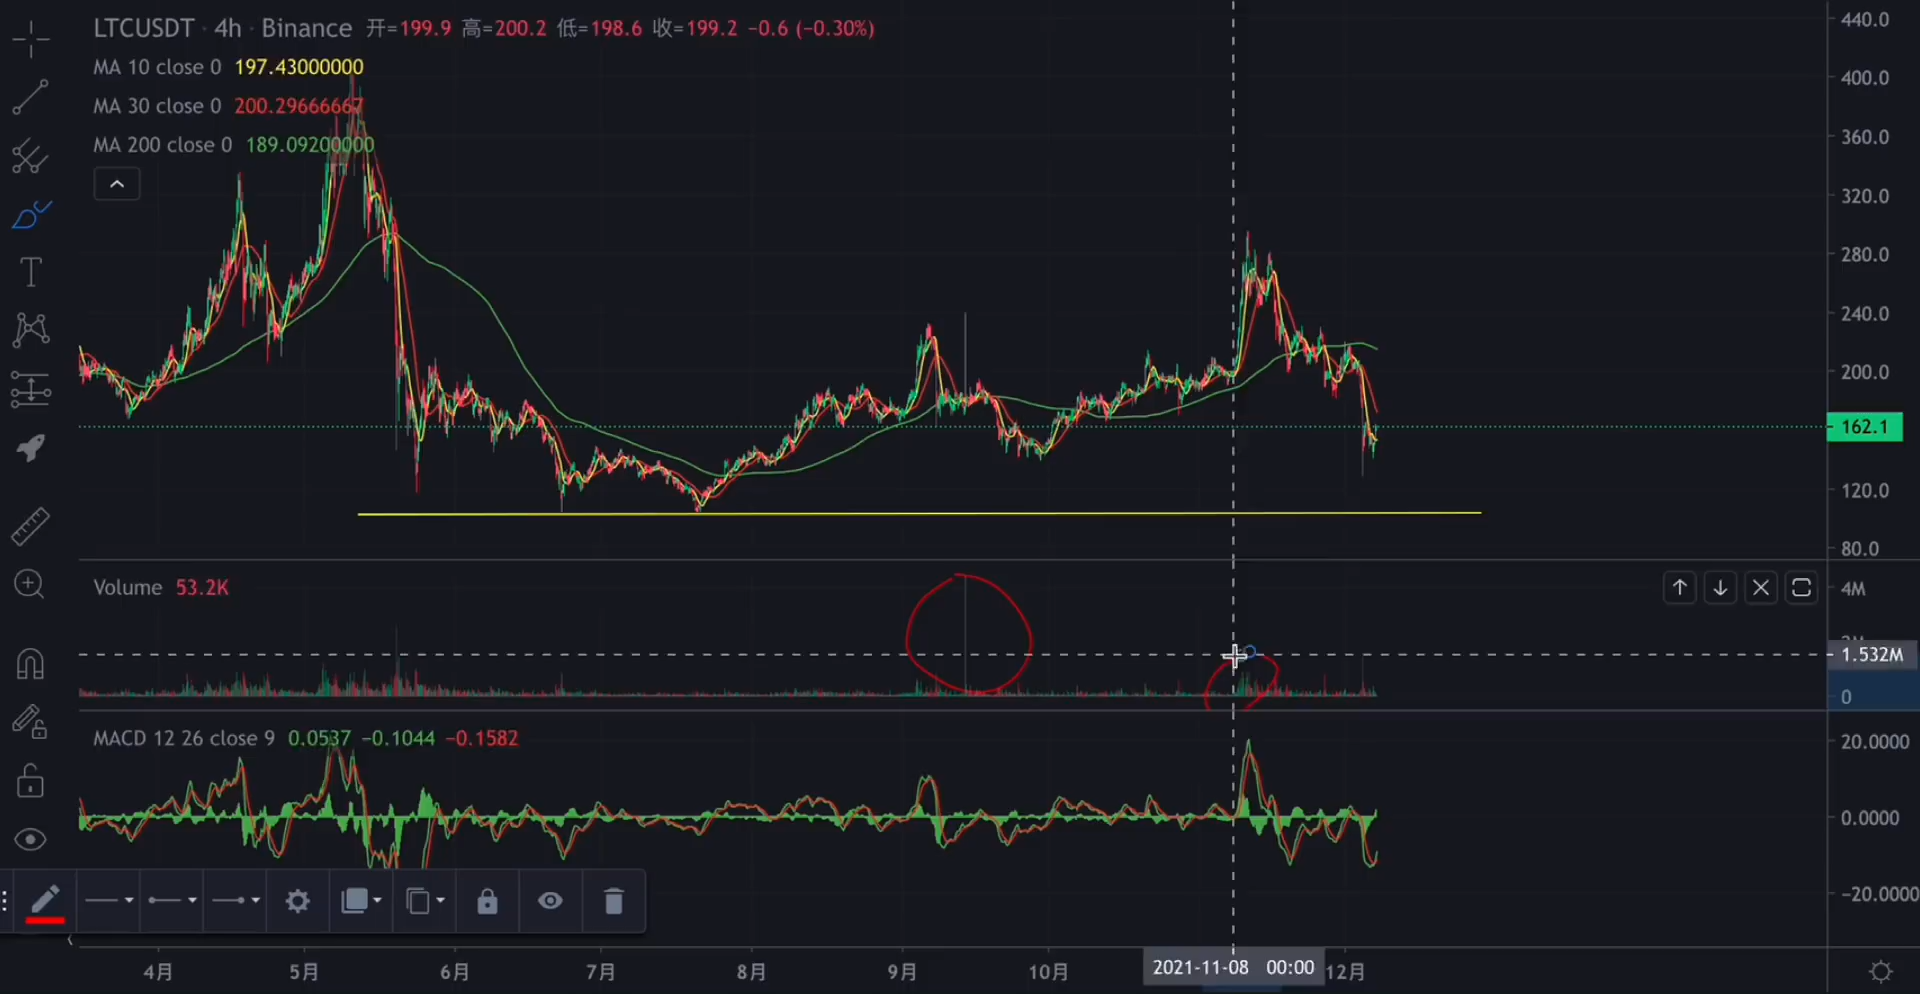 LTCUSDT · 4h · Binance 开=199.9 高=200.2 低=198.6 收=199.2 −0.6 (−0.30%)
MA 10 close 0 197.43000000
MA 30 close 0 200.29666667
MA 200 close 0 189.09200000
440.0
400.0
360.0
320.0
280.0
240.0
200.0
162.1
120.0
80.0
Volume 53.2K
4M
1.532M
0
MACD 12 26 close 9 0.0537 −0.1044 −0.1582
20.0000
0.0000
−20.0000
4月 5月 6月 7月 8月 9月 10月 2021-11-08 00:00 12月